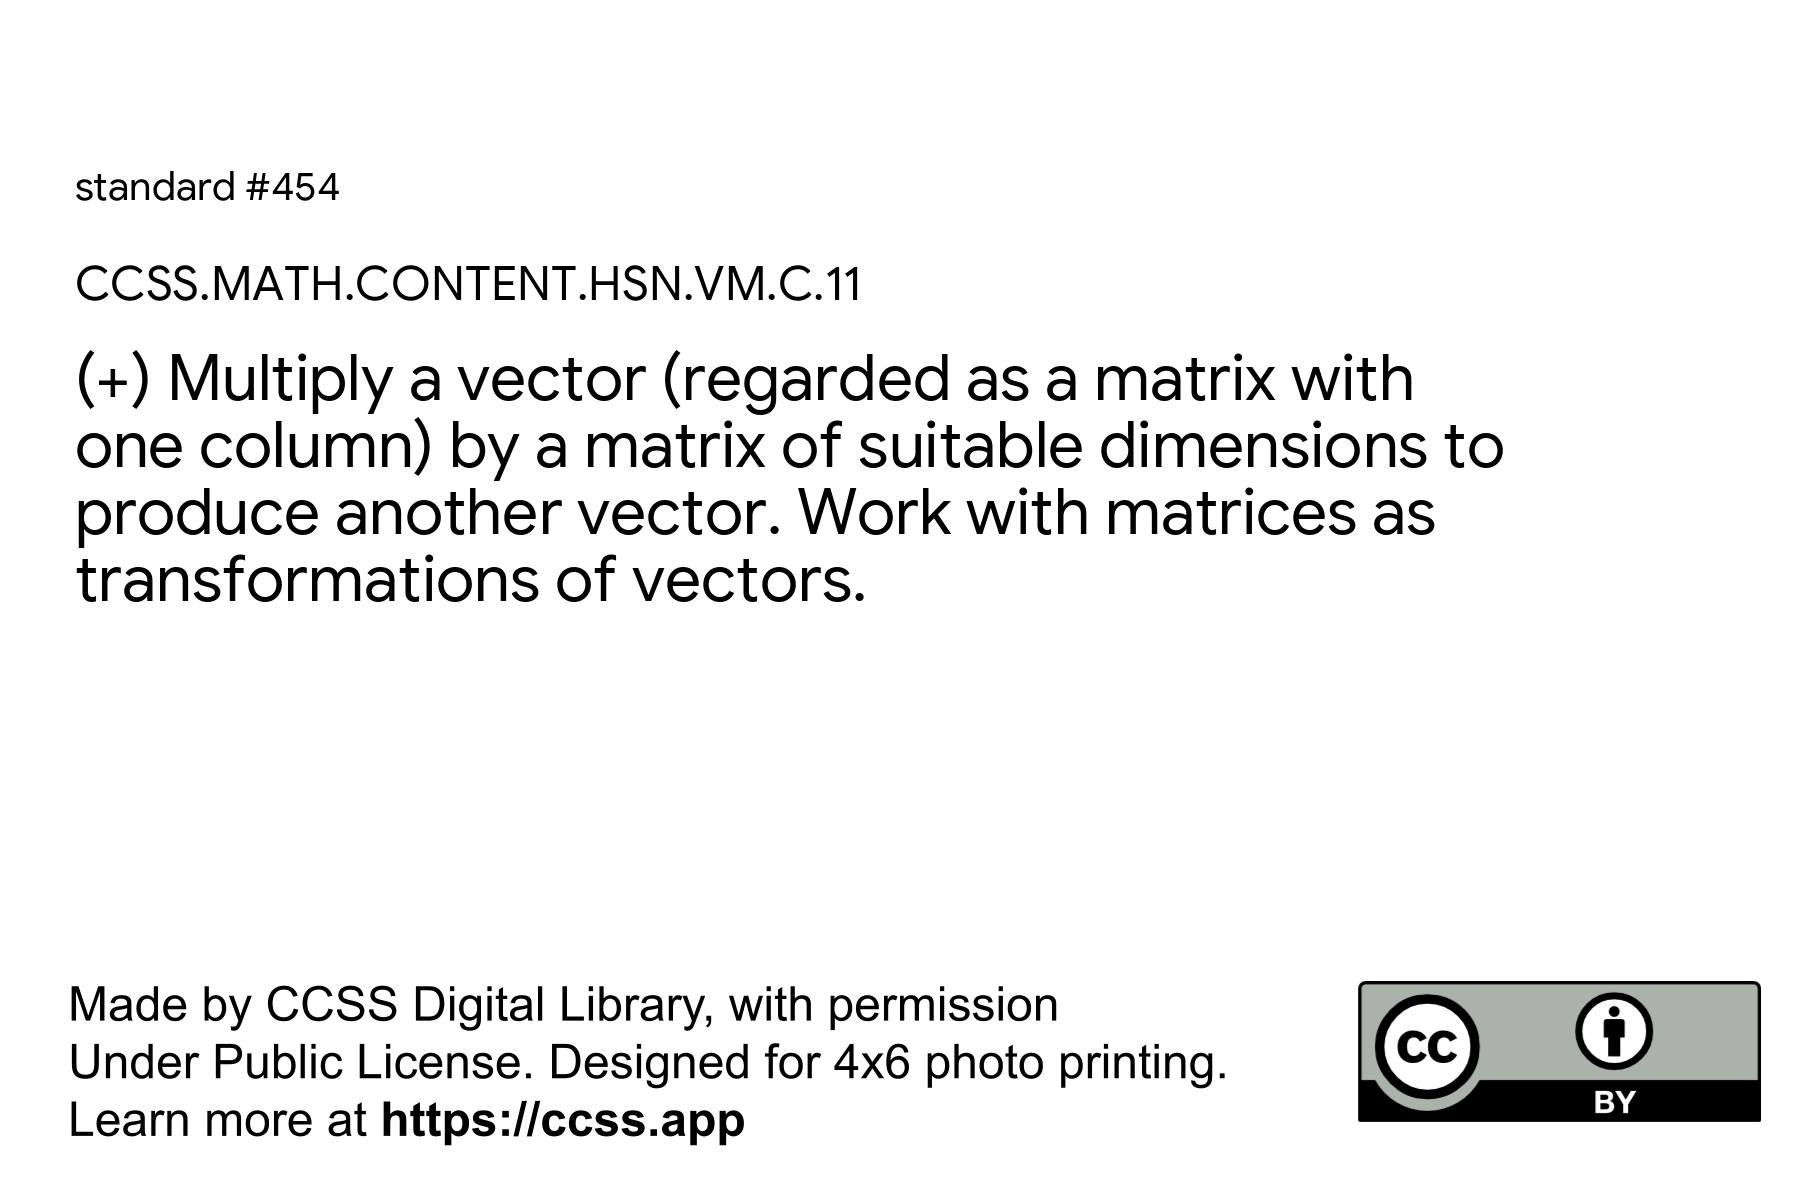 standard #454
CCSS.MATH.CONTENT.HSN.VM.C.11
(+) Multiply a vector (regarded as a matrix with
one column) by a matrix of suitable dimensions to
produce another vector. Work with matrices as
transformations of vectors.
Made by CCSS Digital Library, with permission
Under Public License. Designed for 4x6 photo printing.
Learn more at https://ccss.app
CC
BY